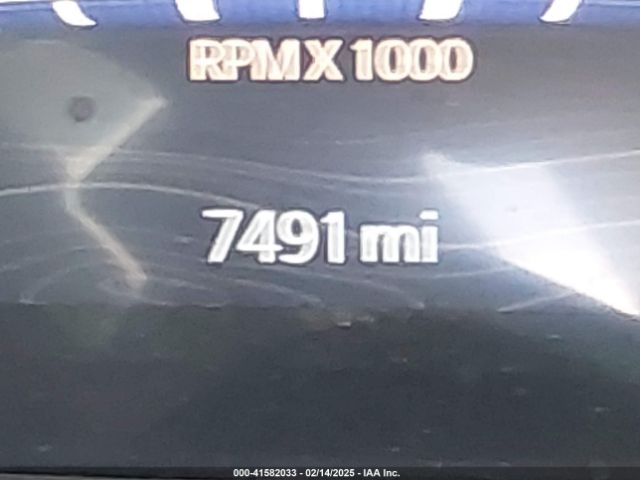 RPM X 1000
7491 mi
000-41582033 - 02/14/2025 - IAA Inc.